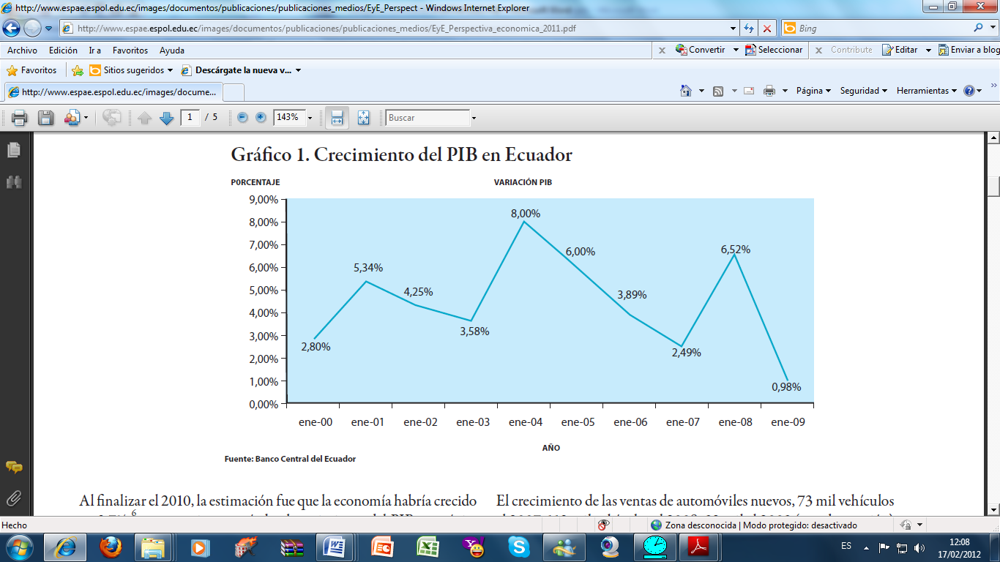 http://www.espae.espol.edu.ec/images/documentos/publicaciones/publicaciones_medios/EyE_Perspect - Windows Internet Explorer
http://www.espae.espol.edu.ec/images/documentos/publicaciones/publicaciones_medios/EyE_Perspectiva_economica_2011.pdf
Bing
Archivo Edición Ir a Favoritos Ayuda
Convertir Seleccionar Contribute Editar Enviar a blog
Favoritos Sitios sugeridos Descárgate la nueva v...
http://www.espae.espol.edu.ec/images/docume...
Página Seguridad Herramientas
1 / 5 143% Buscar
Gráfico 1. Crecimiento del PIB en Ecuador
PORCENTAJE VARIACIÓN PIB
9,00%
8,00%
7,00%
6,00%
5,00%
4,00%
3,00%
2,00%
1,00%
0,00%
2,80%
5,34%
4,25%
3,58%
8,00%
6,00%
3,89%
2,49%
6,52%
0,98%
ene-00 ene-01 ene-02 ene-03 ene-04 ene-05 ene-06 ene-07 ene-08 ene-09
AÑO
Fuente: Banco Central del Ecuador
Al finalizar el 2010, la estimación fue que la economía habría crecido
El crecimiento de las ventas de automóviles nuevos, 73 mil vehículos
Hecho
Zona desconocida | Modo protegido: desactivado
ES
12:08
17/02/2012